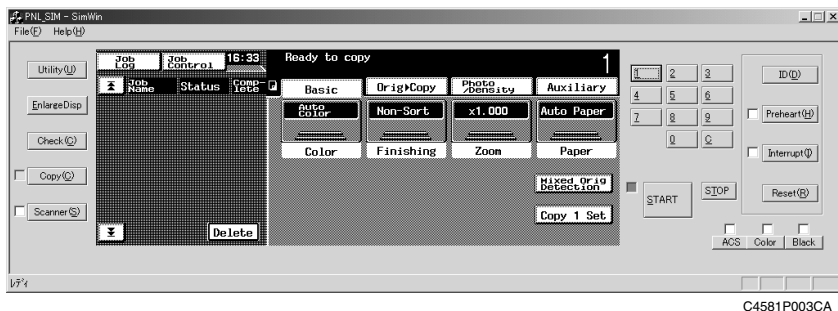 PNL_SIM - SimWin
File(F) Help(H)
Utility(U)
EnlargeDisp
Check(C)
Copy(C)
Scanner(S)
Job Log
Job Control
16:33
Job Name
Status
Comp-lete
Delete
Ready to copy
1
Basic
Orig▸Copy
Photo /Density
Auxiliary
Auto Color
Non-Sort
x1.000
Auto Paper
Color
Finishing
Zoom
Paper
Mixed Orig Detection
Copy 1 Set
1 2 3
4 5 6
7 8 9
0 C
START
STOP
ID(D)
Preheart(H)
Interrupt(I)
Reset(R)
ACS Color Black
ﾚﾃﾞｨ
C4581P003CA